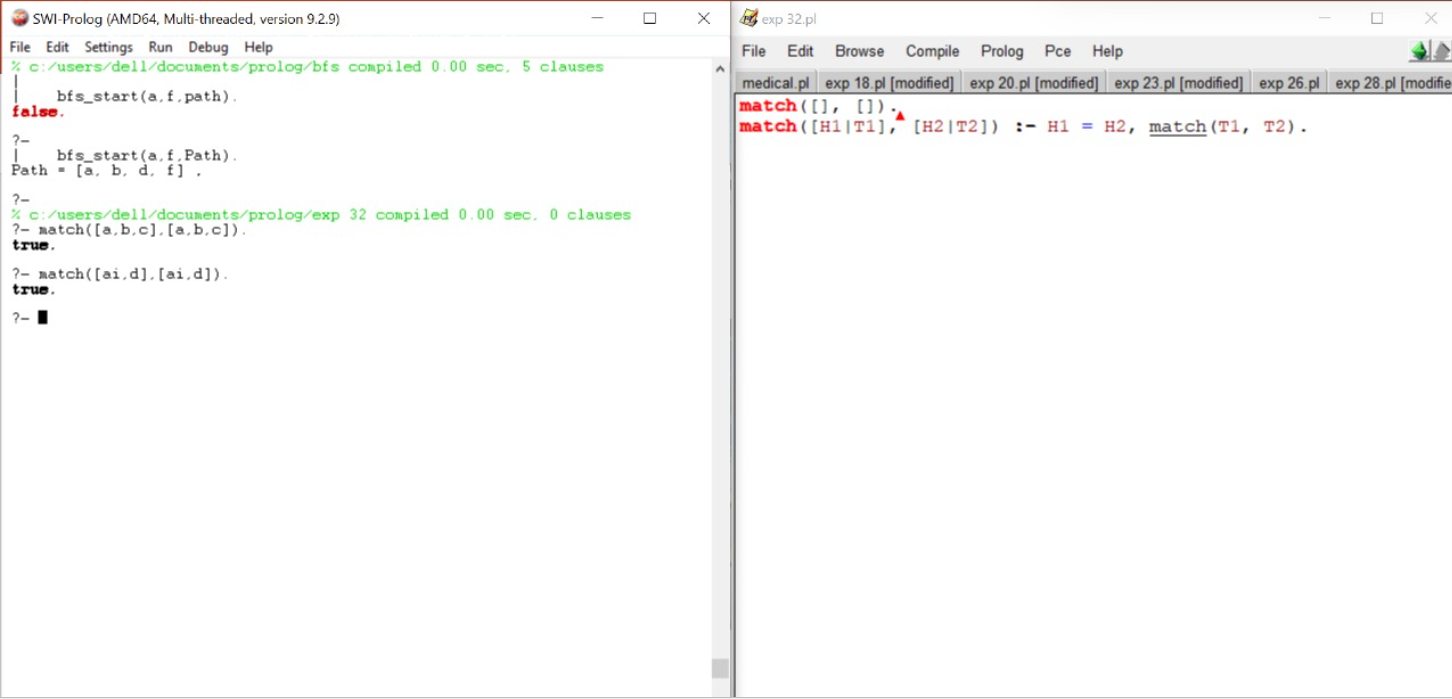 SWI-Prolog (AMD64, Multi-threaded, version 9.2.9)
File Edit Settings Run Debug Help
% c:/users/dell/documents/prolog/bfs compiled 0.00 sec, 5 clauses
|
|    bfs_start(a,f,path).
false.
?-
|    bfs_start(a,f,Path).
Path = [a, b, d, f] .
?-
% c:/users/dell/documents/prolog/exp 32 compiled 0.00 sec, 0 clauses
?- match([a,b,c],[a,b,c]).
true.
?- match([ai,d],[ai,d]).
true.
?-
exp 32.pl
File Edit Browse Compile Prolog Pce Help
medical.pl exp 18.pl [modified] exp 20.pl [modified] exp 23.pl [modified] exp 26.pl exp 28.pl [modifie
match([], []).
match([H1|T1], [H2|T2]) :- H1 = H2, match(T1, T2).